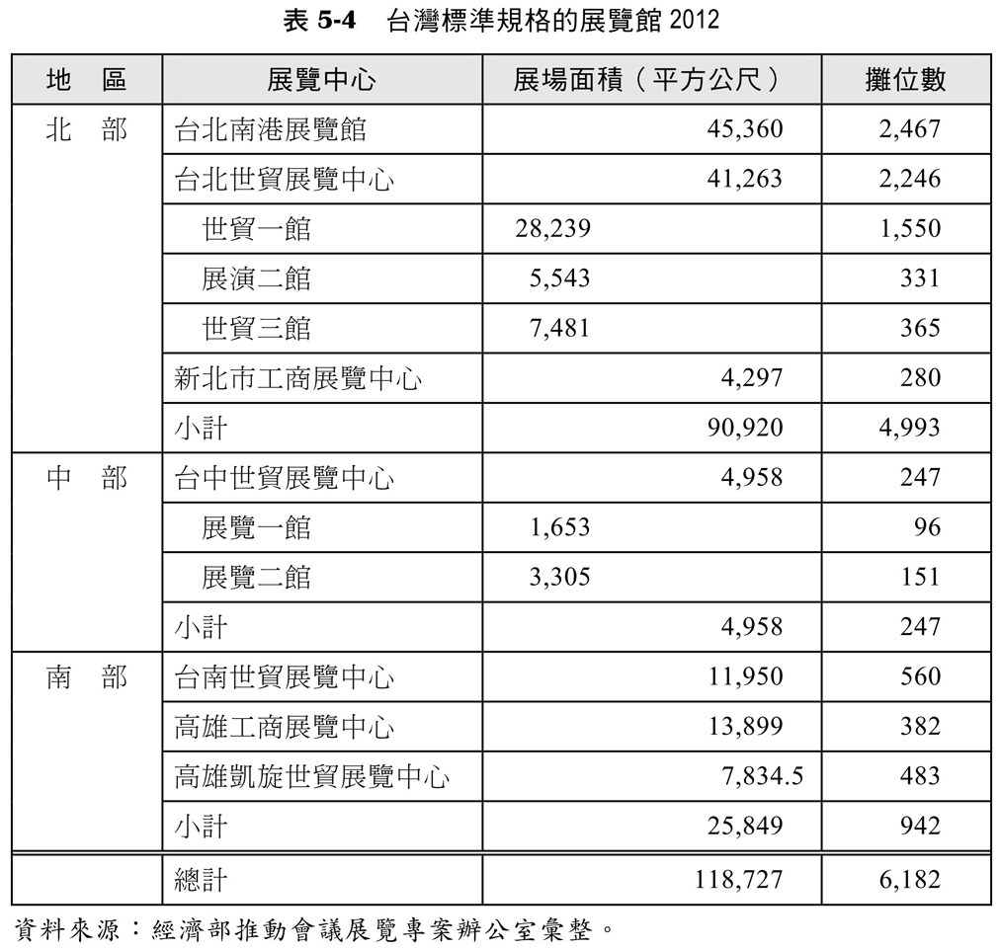 表 5-4 台灣標準規格的展覽館 2012
地 區 展覽中心 展場面積（平方公尺） 攤位數
北 部 台北南港展覽館 45,360 2,467
台北世貿展覽中心 41,263 2,246
世貿一館 28,239 1,550
展演二館 5,543 331
世貿三館 7,481 365
新北市工商展覽中心 4,297 280
小計 90,920 4,993
中 部 台中世貿展覽中心 4,958 247
展覽一館 1,653 96
展覽二館 3,305 151
小計 4,958 247
南 部 台南世貿展覽中心 11,950 560
高雄工商展覽中心 13,899 382
高雄凱旋世貿展覽中心 7,834.5 483
小計 25,849 942
總計 118,727 6,182
資料來源：經濟部推動會議展覽專案辦公室彙整。